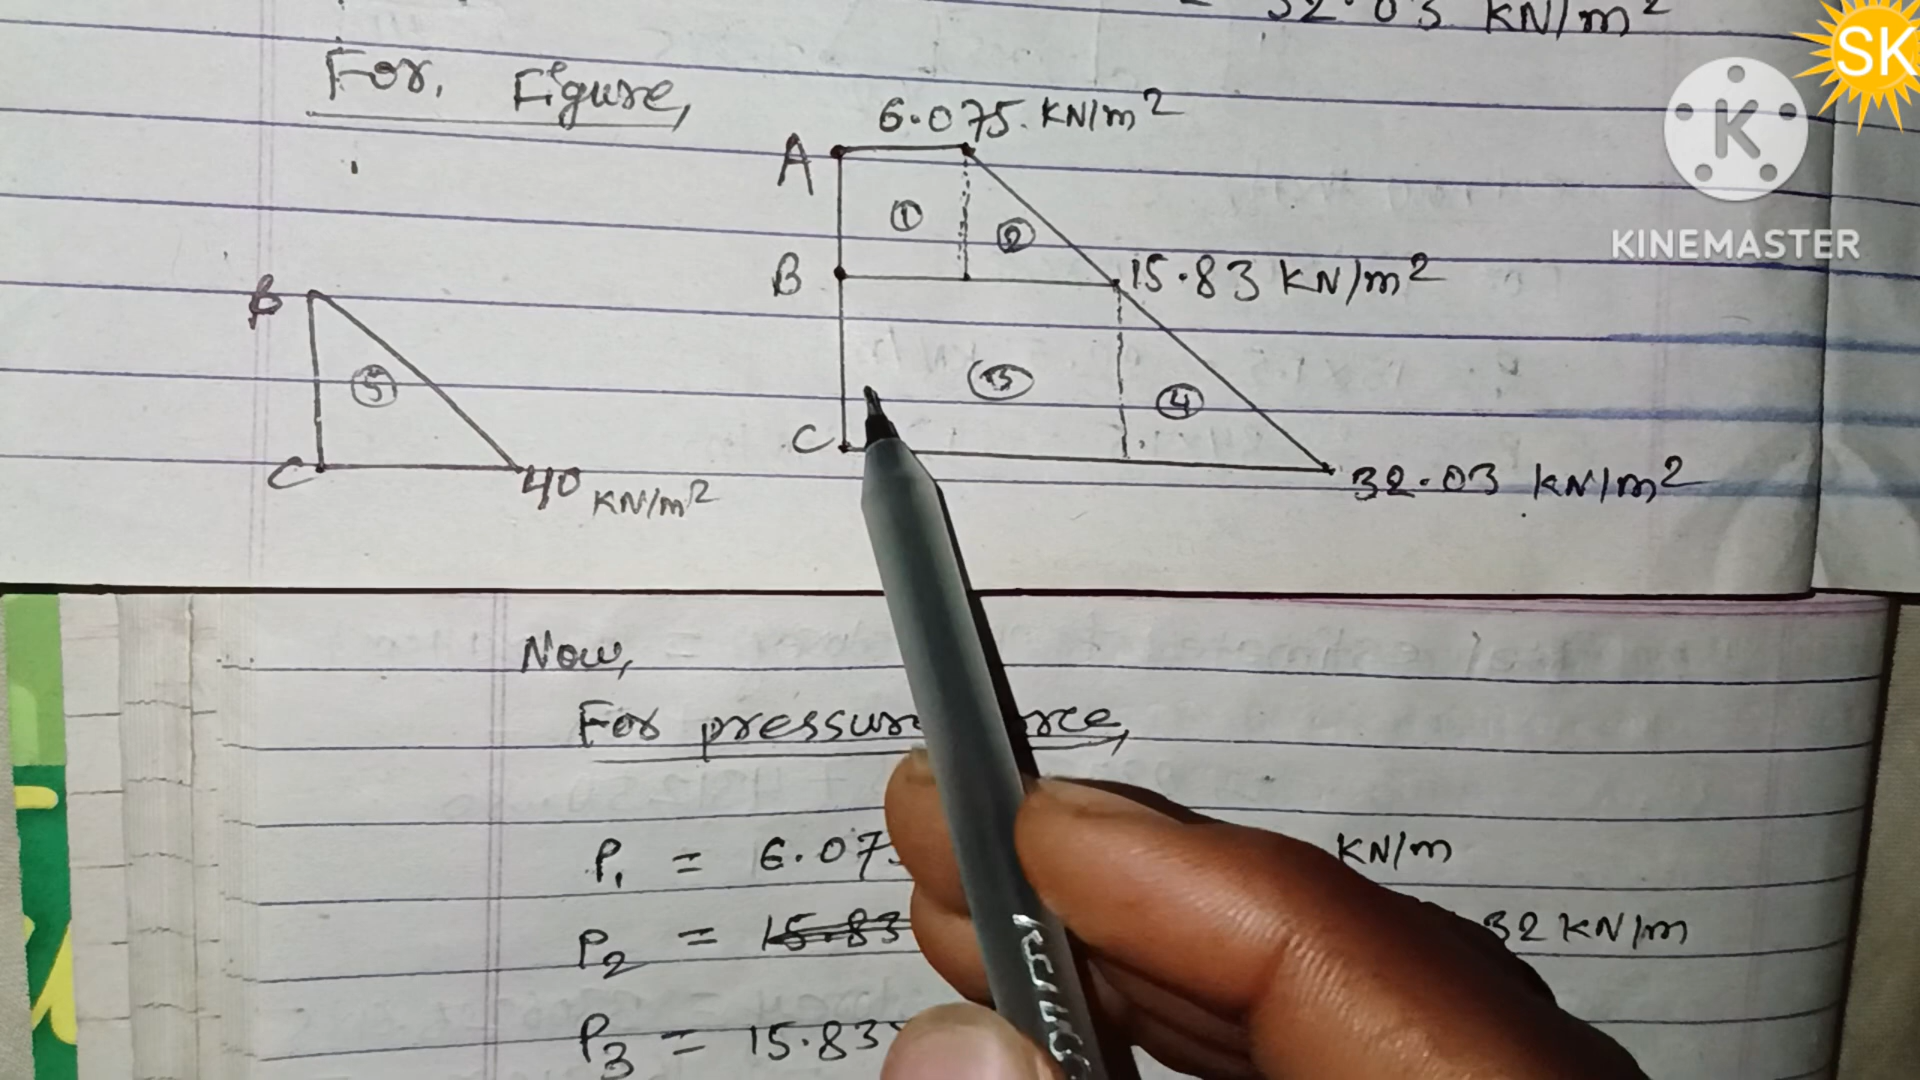 32.03 KN/m²
SK
K
KINEMASTER
For, Figure,
6.075 KN/m²
A
① ②
B 15.83 KN/m²
B
⑤ ③ ④
C 32.03 KN/m²
C 40 KN/m²
Now,
For pressure
P₁ = 6.07 KN/m
P₂ = 15.83 32 KN/m
P₃ = 15.83